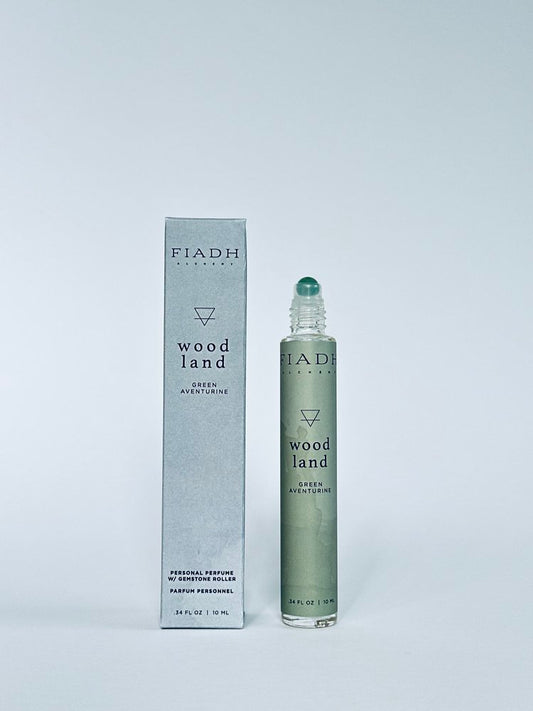 FIADH
ALCHEMY
wood
land
GREEN
AVENTURINE
PERSONAL PERFUME
W/ GEMSTONE ROLLER
PARFUM PERSONNEL
.34 FL OZ | 10 ML
FIADH
ALCHEMY
wood
land
GREEN
AVENTURINE
.34 FL OZ | 10 ML